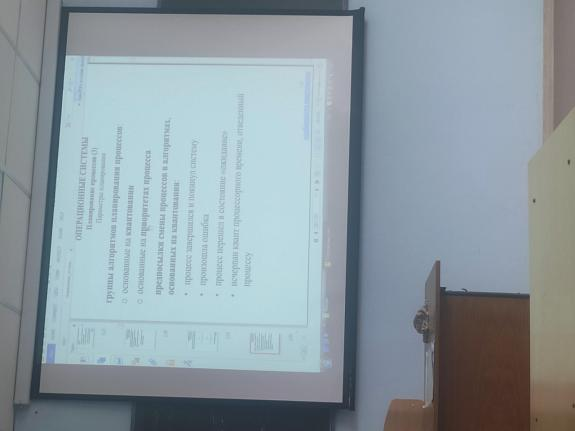 ОПЕРАЦИОННЫЕ СИСТЕМЫ
Планирование процессов (3)
Параметры планирования
группы алгоритмов планирования процессов:
основанные на квантовании
основанные на приоритетах процесса
предпосылки смены процессов в алгоритмах,
основанных на квантовании:
• процесс завершился и покинул систему
• произошла ошибка
• процесс перешел в состояние «ожидание»
• исчерпан квант процессорного времени, отведенный
процессу